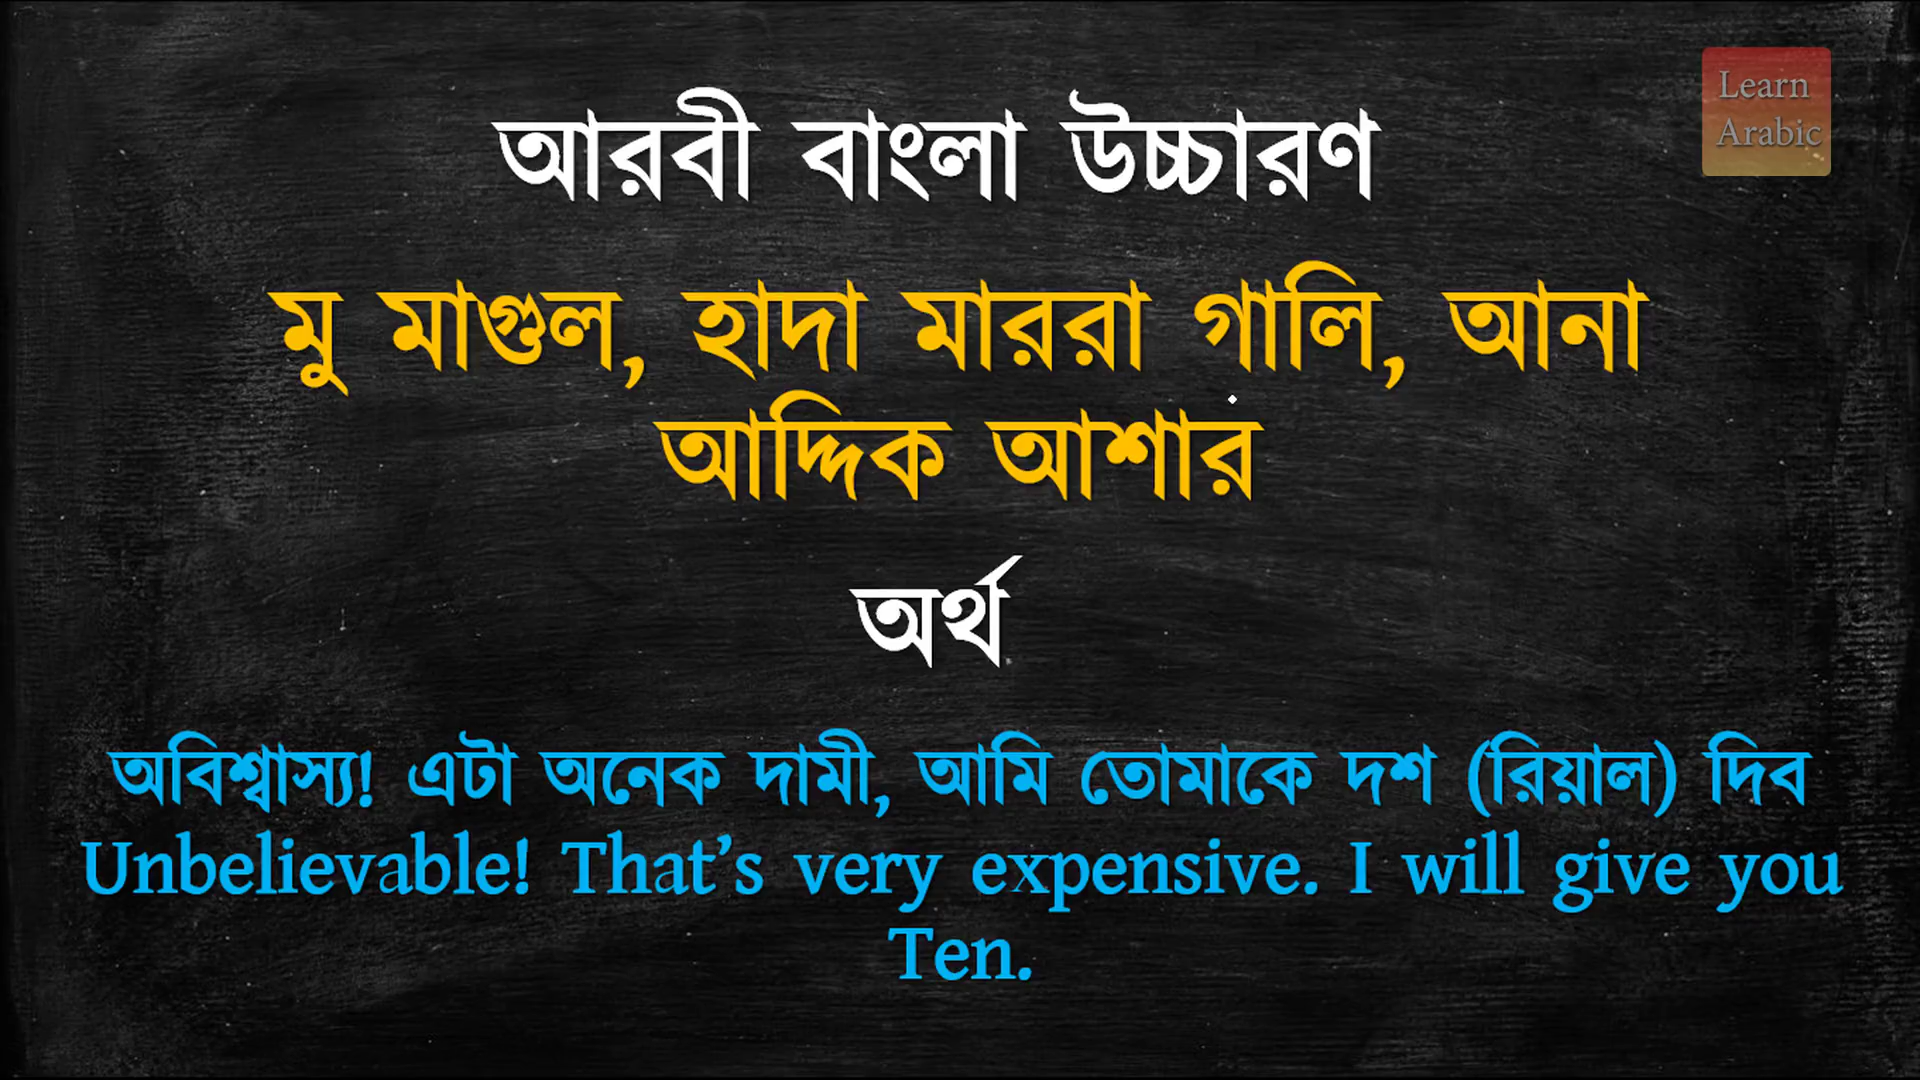 Learn
Arabic
আরবী বাংলা উচ্চারণ
মু মাগুল, হাদা মাররা গালি, আনা
আদ্দিক আশার
অর্থ
অবিশ্বাস্য! এটা অনেক দামী, আমি তোমাকে দশ (রিয়াল) দিব
Unbelievable! That’s very expensive. I will give you
Ten.